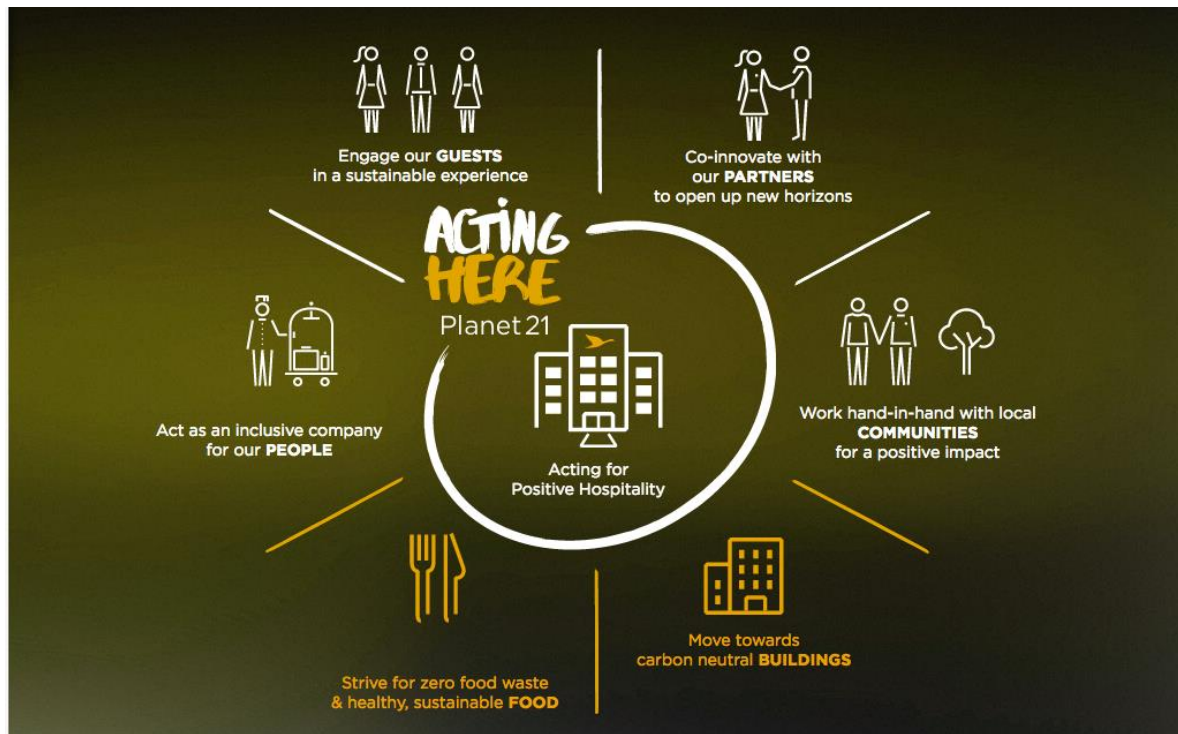 Engage our GUESTS
in a sustainable experience
Co-innovate with
our PARTNERS
to open up new horizons
ACTING
HERE
Planet 21
Act as an inclusive company
for our PEOPLE
Acting for
Positive Hospitality
Work hand-in-hand with local
COMMUNITIES
for a positive impact
Strive for zero food waste
& healthy, sustainable FOOD
Move towards
carbon neutral BUILDINGS